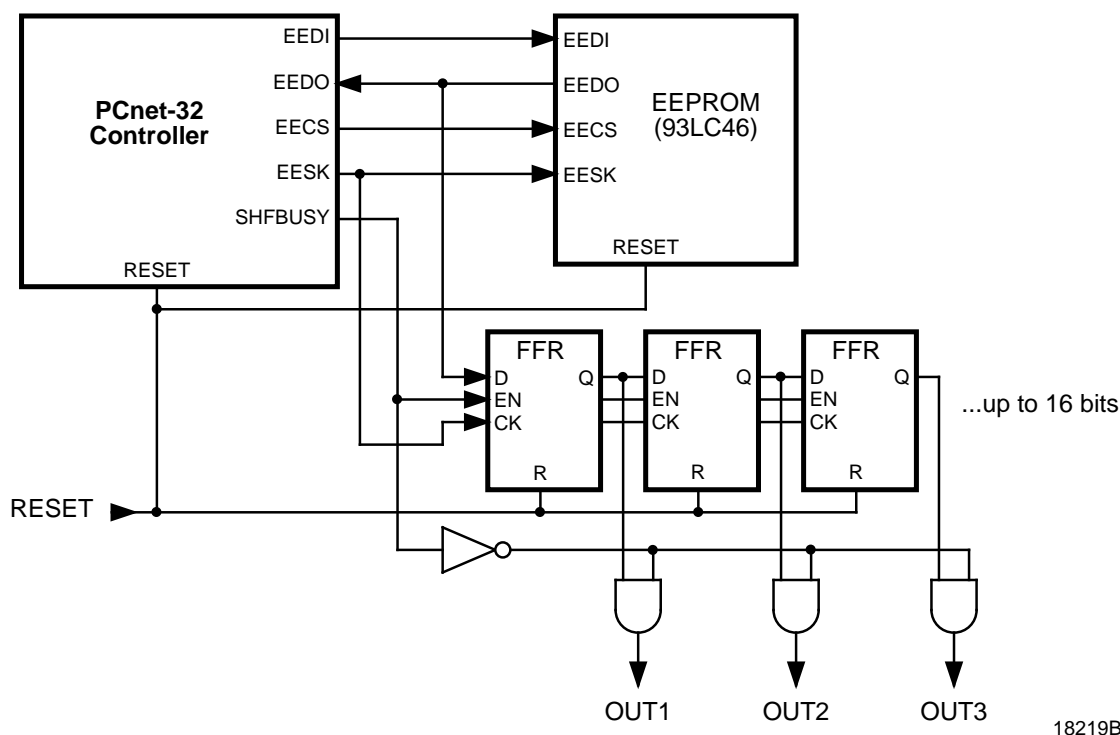 EEDI
EEDO
EECS
EESK
SHFBUSY
PCnet-32
Controller
RESET
EEDI
EEDO
EECS
EESK
EEPROM
(93LC46)
RESET
FFR
D
Q
EN
CK
R
FFR
D
Q
EN
CK
R
FFR
D
Q
EN
CK
R
...up to 16 bits
RESET
OUT1
OUT2
OUT3
18219B